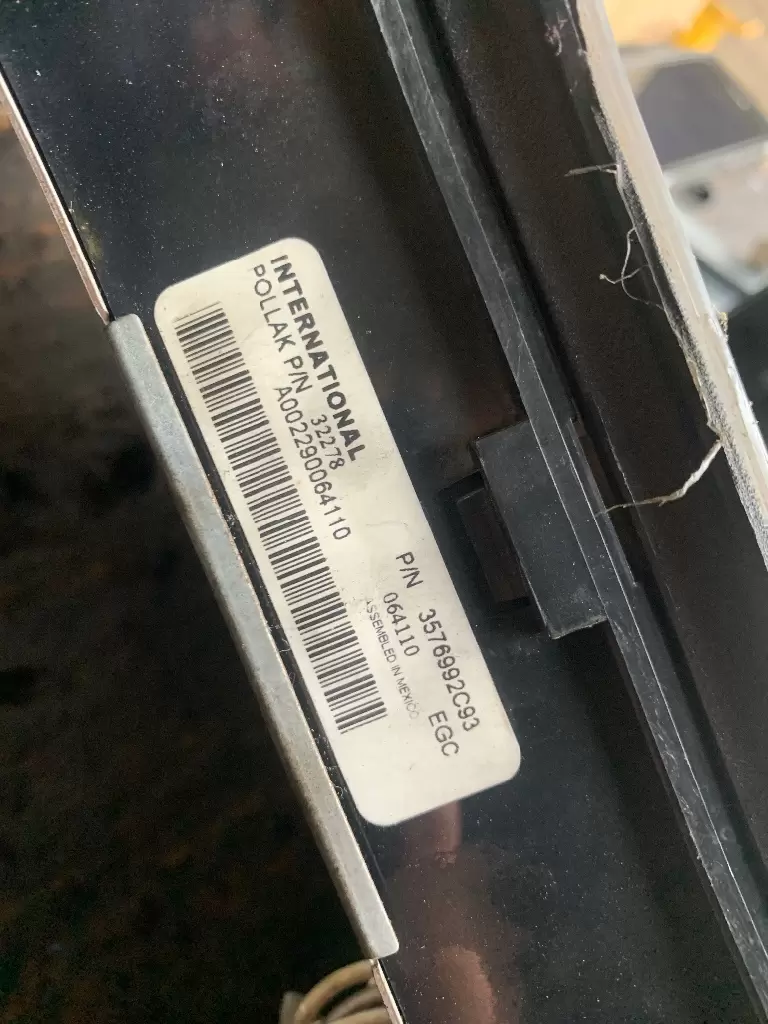 INTERNATIONAL
P/N 3576992C93
POLLAK P/N 32278
064110 EGC
A002290064110
ASSEMBLED IN MEXICO